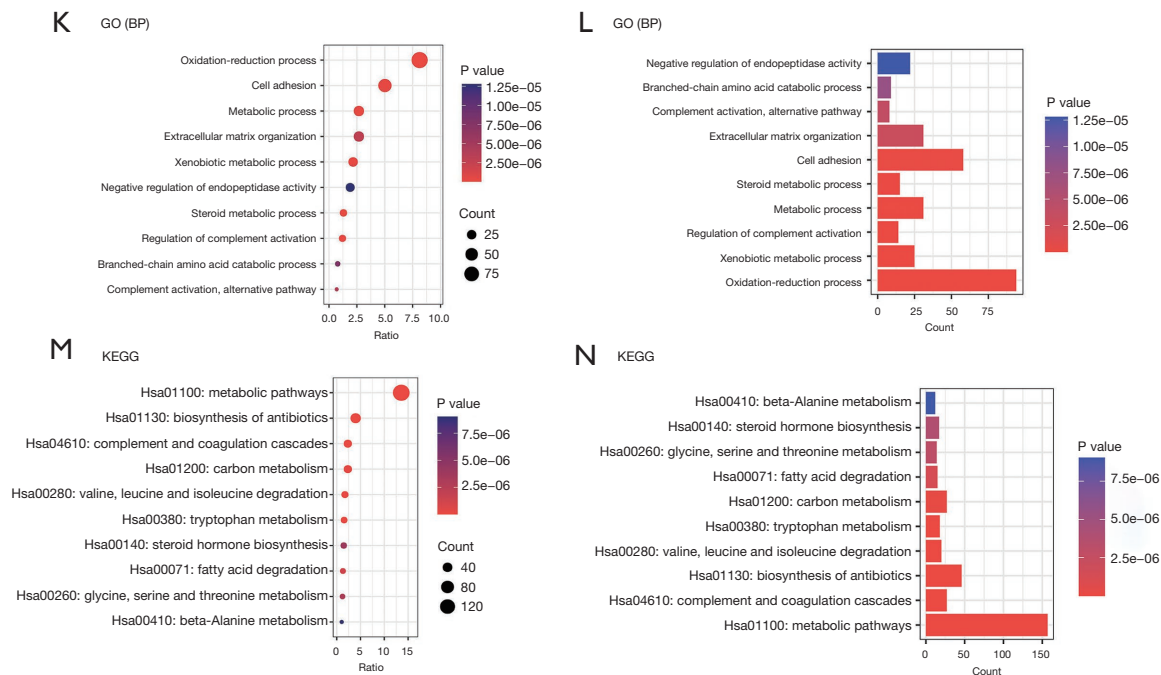 K GO (BP)
Oxidation-reduction process
Cell adhesion
Metabolic process
Extracellular matrix organization
Xenobiotic metabolic process
Negative regulation of endopeptidase activity
Steroid metabolic process
Regulation of complement activation
Branched-chain amino acid catabolic process
Complement activation, alternative pathway
0.0 2.5 5.0 7.5 10.0
Ratio
P value
1.25e−05
1.00e−05
7.50e−06
5.00e−06
2.50e−06
Count
25
50
75
L GO (BP)
Negative regulation of endopeptidase activity
Branched-chain amino acid catabolic process
Complement activation, alternative pathway
Extracellular matrix organization
Cell adhesion
Steroid metabolic process
Metabolic process
Regulation of complement activation
Xenobiotic metabolic process
Oxidation-reduction process
0 25 50 75
Count
P value
1.25e−05
1.00e−05
7.50e−06
5.00e−06
2.50e−06
M KEGG
Hsa01100: metabolic pathways
Hsa01130: biosynthesis of antibiotics
Hsa04610: complement and coagulation cascades
Hsa01200: carbon metabolism
Hsa00280: valine, leucine and isoleucine degradation
Hsa00380: tryptophan metabolism
Hsa00140: steroid hormone biosynthesis
Hsa00071: fatty acid degradation
Hsa00260: glycine, serine and threonine metabolism
Hsa00410: beta-Alanine metabolism
0 5 10 15
Ratio
P value
7.5e−06
5.0e−06
2.5e−06
Count
40
80
120
N KEGG
Hsa00410: beta-Alanine metabolism
Hsa00140: steroid hormone biosynthesis
Hsa00260: glycine, serine and threonine metabolism
Hsa00071: fatty acid degradation
Hsa01200: carbon metabolism
Hsa00380: tryptophan metabolism
Hsa00280: valine, leucine and isoleucine degradation
Hsa01130: biosynthesis of antibiotics
Hsa04610: complement and coagulation cascades
Hsa01100: metabolic pathways
0 50 100 150
Count
P value
7.5e−06
5.0e−06
2.5e−06